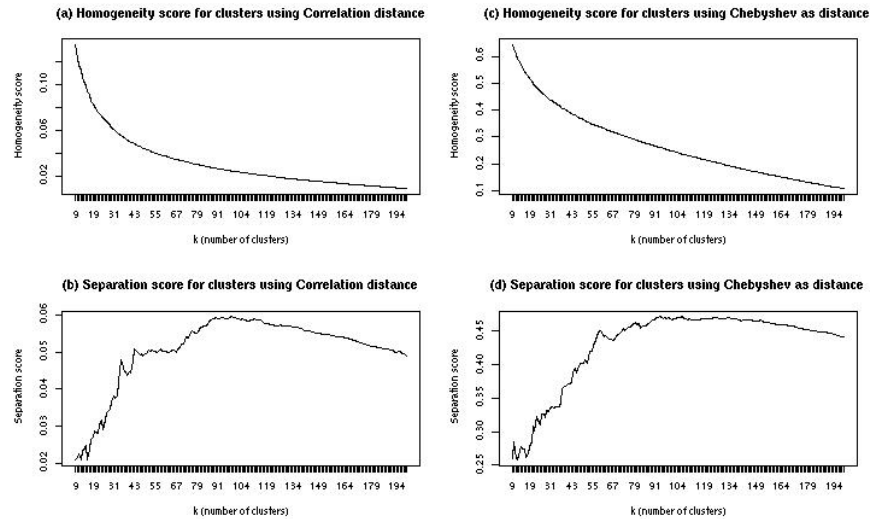 (a) Homogeneity score for clusters using Correlation distance
Homogeneity score
0.02 0.06 0.10
9 19 31 43 55 67 79 91 104 119 134 149 164 179 194
k (number of clusters)
(c) Homogeneity score for clusters using Chebyshev as distance
Homogeneity score
0.1 0.2 0.3 0.4 0.5 0.6
9 19 31 43 55 67 79 91 104 119 134 149 164 179 194
k (number of clusters)
(b) Separation score for clusters using Correlation distance
Separation score
0.02 0.03 0.04 0.05 0.06
9 19 31 43 55 67 79 91 104 119 134 149 164 179 194
k (number of clusters)
(d) Separation score for clusters using Chebyshev as distance
Separation score
0.25 0.30 0.35 0.40 0.45
9 19 31 43 55 67 79 91 104 119 134 149 164 179 194
k (number of clusters)